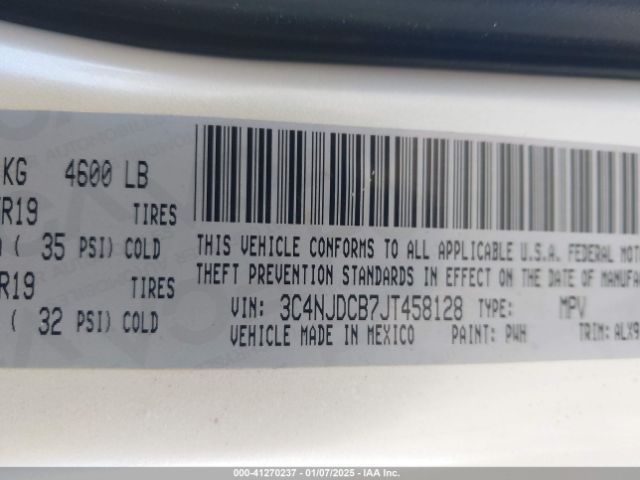 KG 4600 LB
R19 TIRES
( 35 PSI) COLD
R19 TIRES
( 32 PSI) COLD
THIS VEHICLE CONFORMS TO ALL APPLICABLE U.S.A. FEDERAL
THEFT PREVENTION STANDARDS IN EFFECT ON THE DATE OF
VIN: 3C4NJDCB7JT458128 TYPE: MPV
VEHICLE MADE IN MEXICO PAINT: PWH TRIM: ALX9
000-41270237 - 01/07/2025 - IAA Inc.